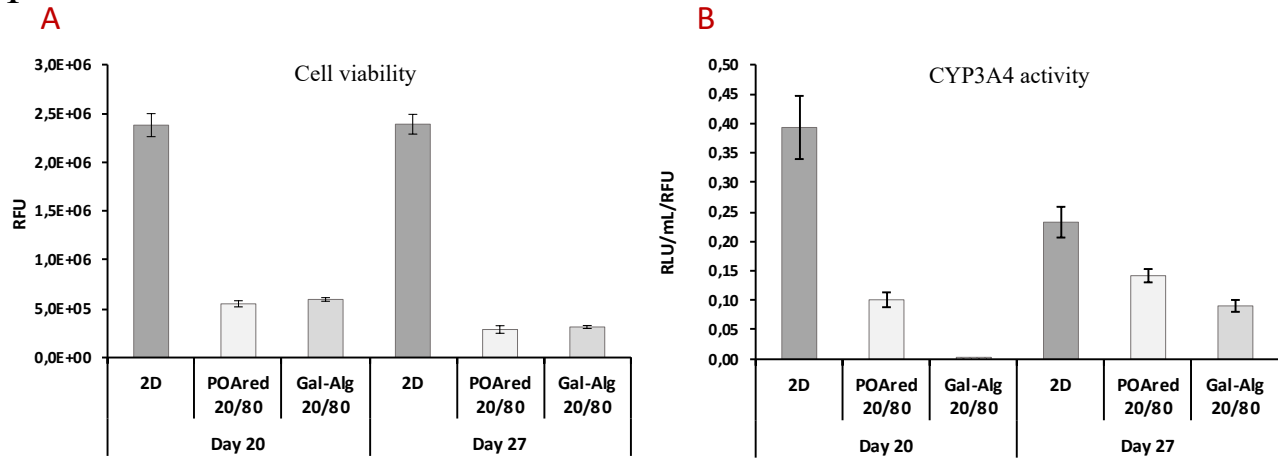 A
Cell viability
3,0E+06
2,5E+06
2,0E+06
1,5E+06
1,0E+06
5,0E+05
0,0E+00
RFU
2D
POAred
20/80
Gal-Alg
20/80
2D
POAred
20/80
Gal-Alg
20/80
Day 20
Day 27
B
CYP3A4 activity
0,50
0,45
0,40
0,35
0,30
0,25
0,20
0,15
0,10
0,05
0,00
RLU/mL/RFU
2D
POAred
20/80
Gal-Alg
20/80
2D
POAred
20/80
Gal-Alg
20/80
Day 20
Day 27